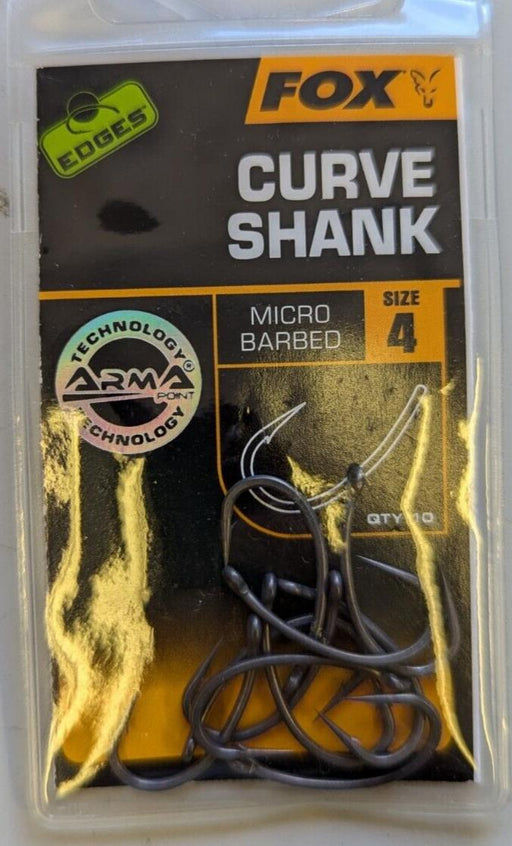 EDGES
FOX
CURVE
SHANK
MICRO
BARBED
SIZE
4
TECHNOLOGY
ARMA®
POINT
TECHNOLOGY
QTY 10